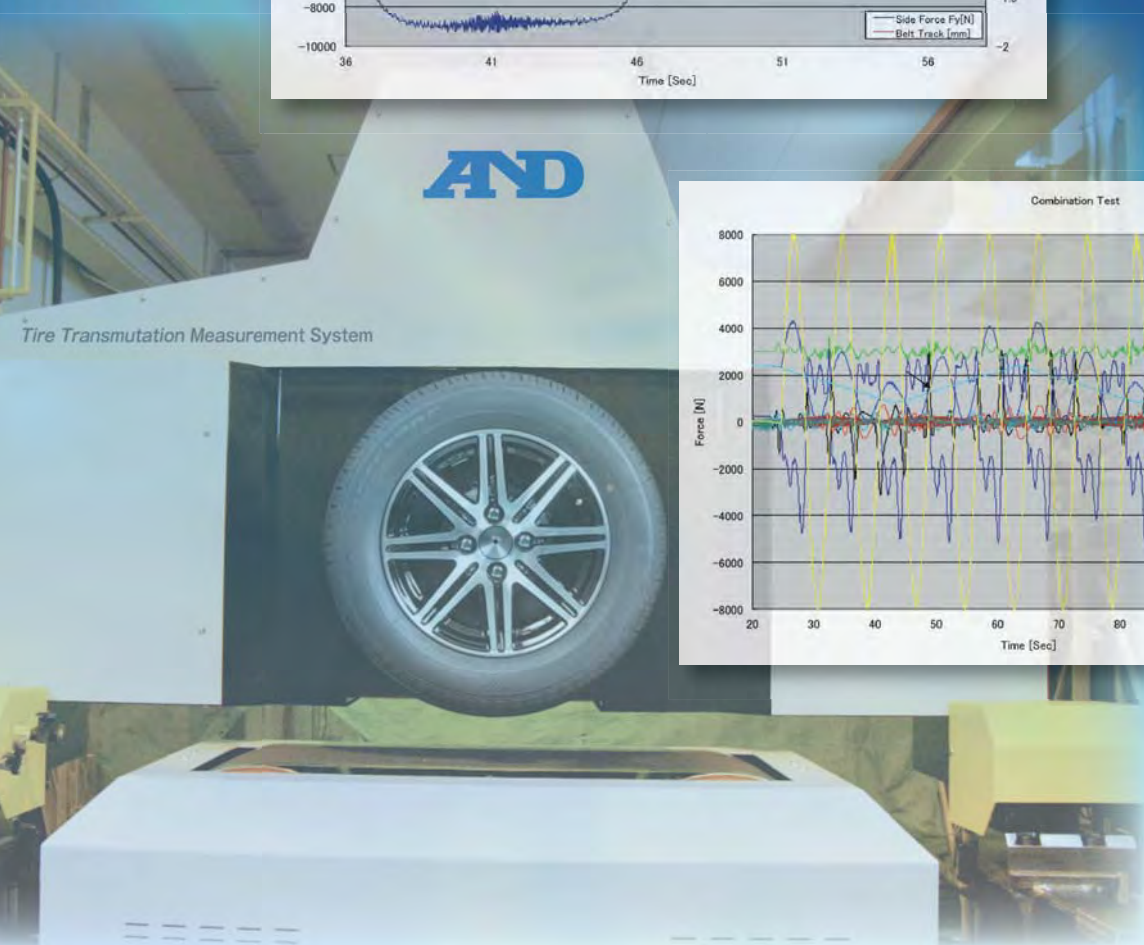 -8000
-10000
Side Force Fy[N]
Belt Track [mm]
-2
36 41 46 51 56
Time [Sec]
AND
Tire Transmutation Measurement System
Combination Test
8000
6000
4000
2000
0
-2000
-4000
-6000
-8000
Force [N]
20 30 40 50 60 70 80
Time [Sec]